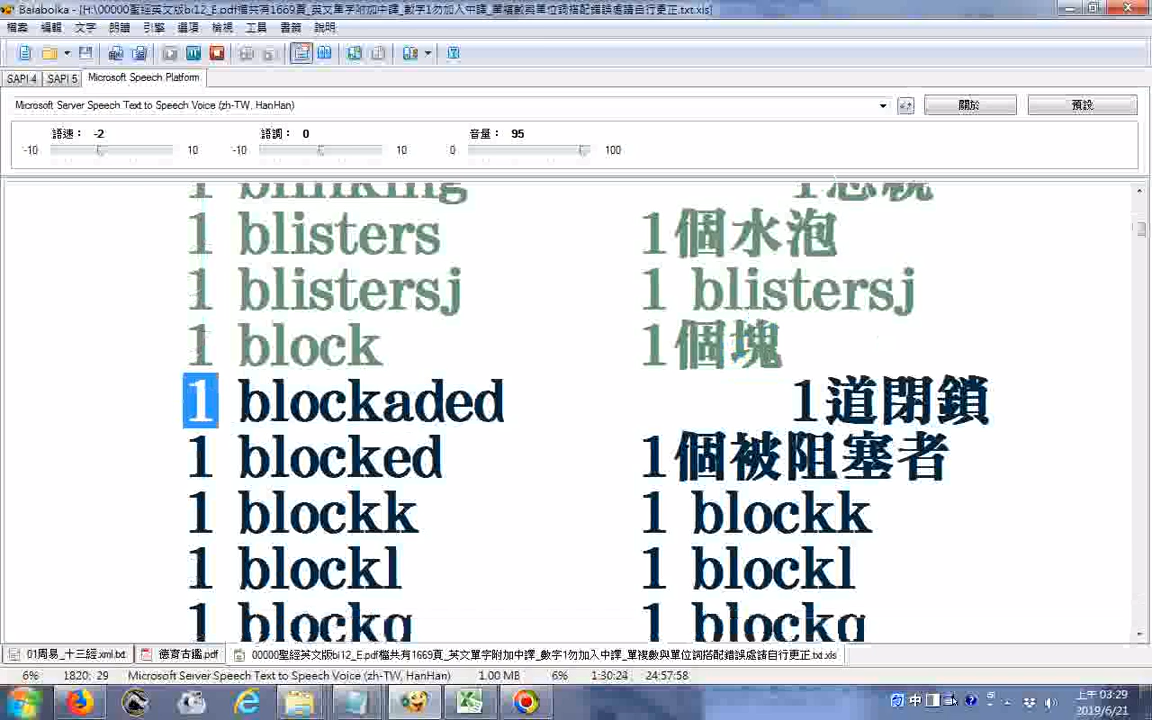 Balabolka - [H:\00000聖經英文版bi12_E.pdf檔共有1669頁_英文單字附加中譯_數字1勿加入中譯_單複數與單位詞搭配錯誤處請自行更正.txt.xls]
檔案 編輯 文字 朗讀 引擎 選項 檢視 工具 書籤 說明
SAPI 4 SAPI 5 Microsoft Speech Platform
Microsoft Server Speech Text to Speech Voice (zh-TW, HanHan) 關於 預設
語速： -2 語調： 0 音量： 95
-10 10 -10 10 0 100
1 blinking 1忽視
1 blisters 1個水泡
1 blistersj 1 blistersj
1 block 1個塊
1 blockaded 1道閉鎖
1 blocked 1個被阻塞者
1 blockk 1 blockk
1 blockl 1 blockl
1 blockq 1 blockq
01周易_十三經.xml.txt 德育古鑑.pdf 00000聖經英文版bi12_E.pdf檔共有1669頁_英文單字附加中譯_數字1勿加入中譯_單複數與單位詞搭配錯誤處請自行更正.txt.xls
6% 1820; 29 Microsoft Server Speech Text to Speech Voice (zh-TW, HanHan) 1.00 MB 6% 1:30:24 24:57:58
中 上午 03:29
2019/6/21